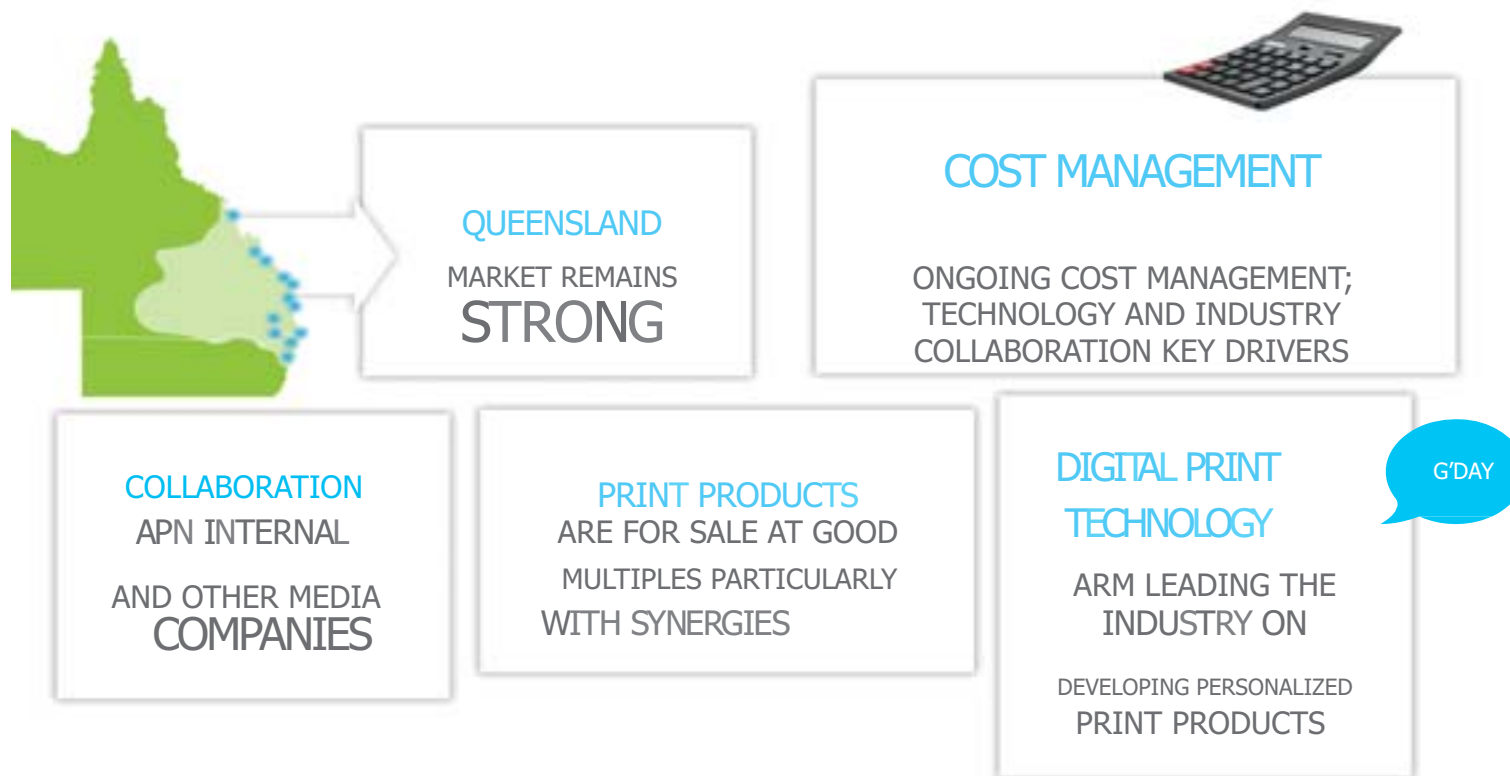 QUEENSLAND
MARKET REMAINS
STRONG
COST MANAGEMENT
ONGOING COST MANAGEMENT;
TECHNOLOGY AND INDUSTRY
COLLABORATION KEY DRIVERS
COLLABORATION
APN INTERNAL
AND OTHER MEDIA
COMPANIES
PRINT PRODUCTS
ARE FOR SALE AT GOOD
MULTIPLES PARTICULARLY
WITH SYNERGIES
DIGITAL PRINT
TECHNOLOGY
ARM LEADING THE
INDUSTRY ON
DEVELOPING PERSONALIZED
PRINT PRODUCTS
G'DAY